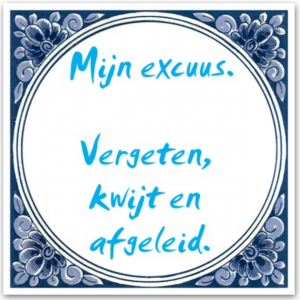 Mijn excuus.
Vergeten,
kwijt en
afgeleid.